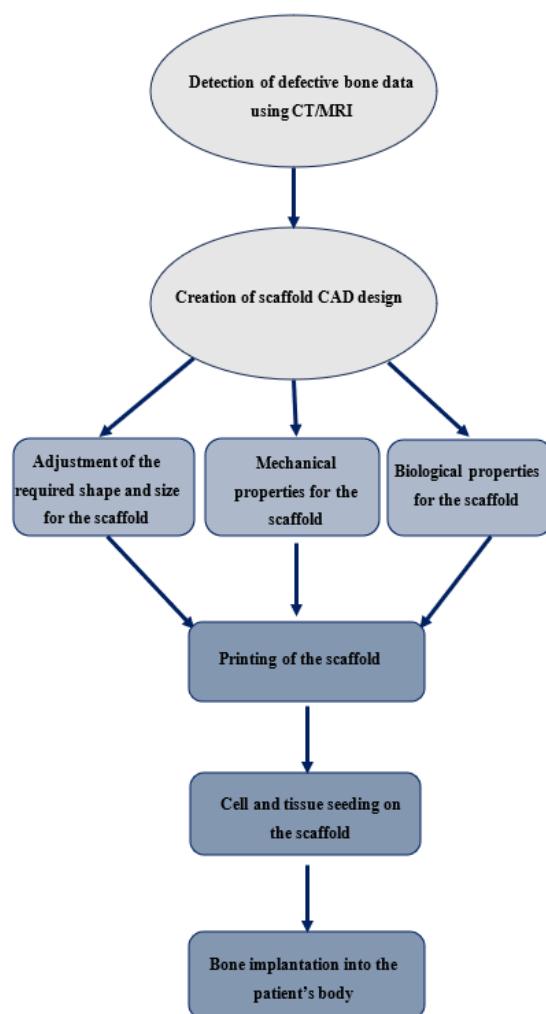 Detection of defective bone data
using CT/MRI
Creation of scaffold CAD design
Adjustment of the
required shape and size
for the scaffold
Mechanical
properties for the
scaffold
Biological properties
for the scaffold
Printing of the scaffold
Cell and tissue seeding on
the scaffold
Bone implantation into the
patient's body